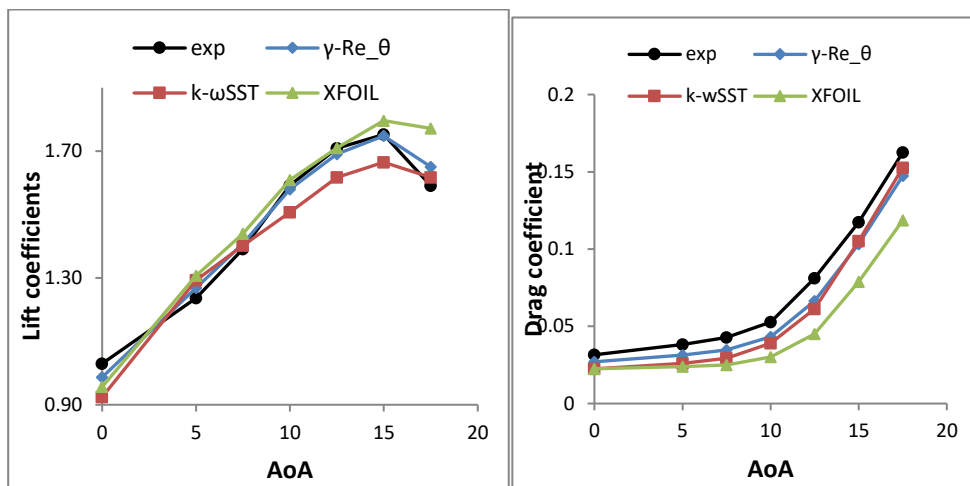 exp γ-Re_θ
k-ωSST XFOIL
Lift coefficients
1.70
1.30
0.90
0 5 10 15 20
AoA
exp γ-Re_θ
k-wSST XFOIL
Drag coefficient
0.2
0.15
0.1
0.05
0
0 5 10 15 20
AoA